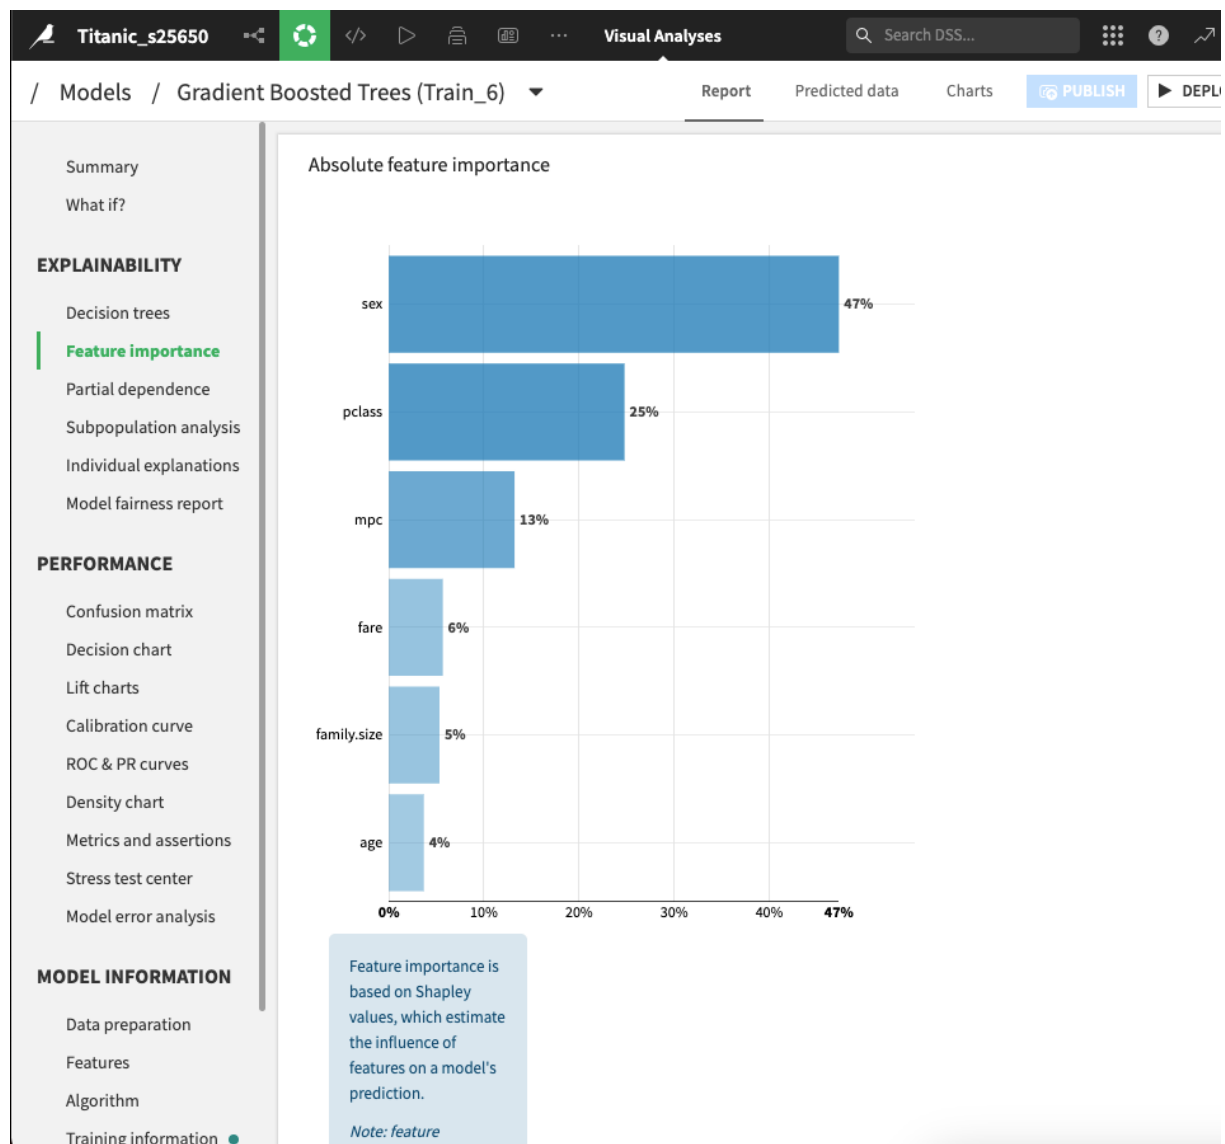 Titanic_s25650
Visual Analyses
Search DSS...
/ Models / Gradient Boosted Trees (Train_6)
Report
Predicted data
Charts
PUBLISH
Summary
What if?
EXPLAINABILITY
Decision trees
Feature importance
Partial dependence
Subpopulation analysis
Individual explanations
Model fairness report
PERFORMANCE
Confusion matrix
Decision chart
Lift charts
Calibration curve
ROC & PR curves
Density chart
Metrics and assertions
Stress test center
Model error analysis
MODEL INFORMATION
Data preparation
Features
Algorithm
Training information
Absolute feature importance
sex 47%
pclass 25%
mpc 13%
fare 6%
family.size 5%
age 4%
0% 10% 20% 30% 40% 47%
Feature importance is
based on Shapley
values, which estimate
the influence of
features on a model's
prediction.
Note: feature